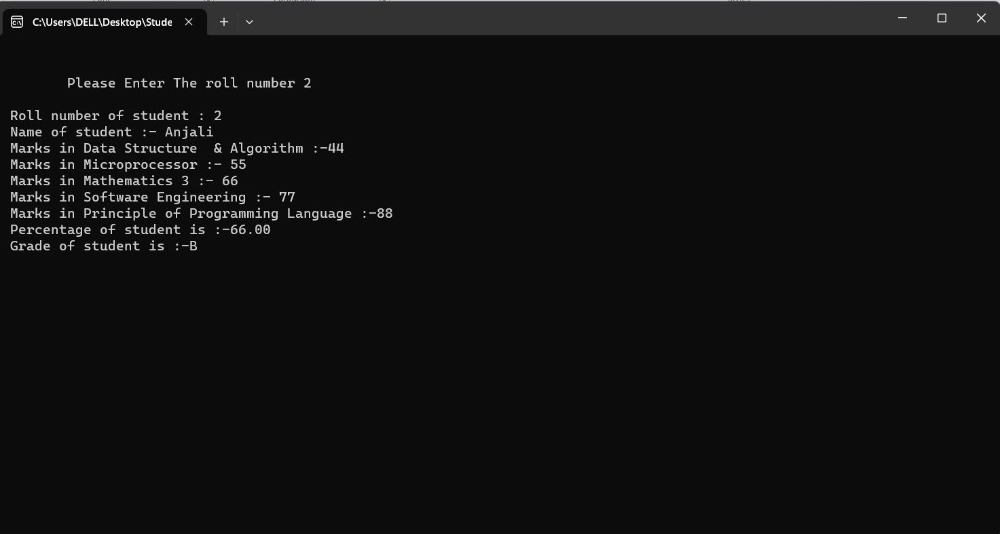 C:\Users\DELL\Desktop\Stude
Please Enter The roll number 2
Roll number of student : 2
Name of student :- Anjali
Marks in Data Structure  & Algorithm :-44
Marks in Microprocessor :- 55
Marks in Mathematics 3 :- 66
Marks in Software Engineering :- 77
Marks in Principle of Programming Language :-88
Percentage of student is :-66.00
Grade of student is :-B